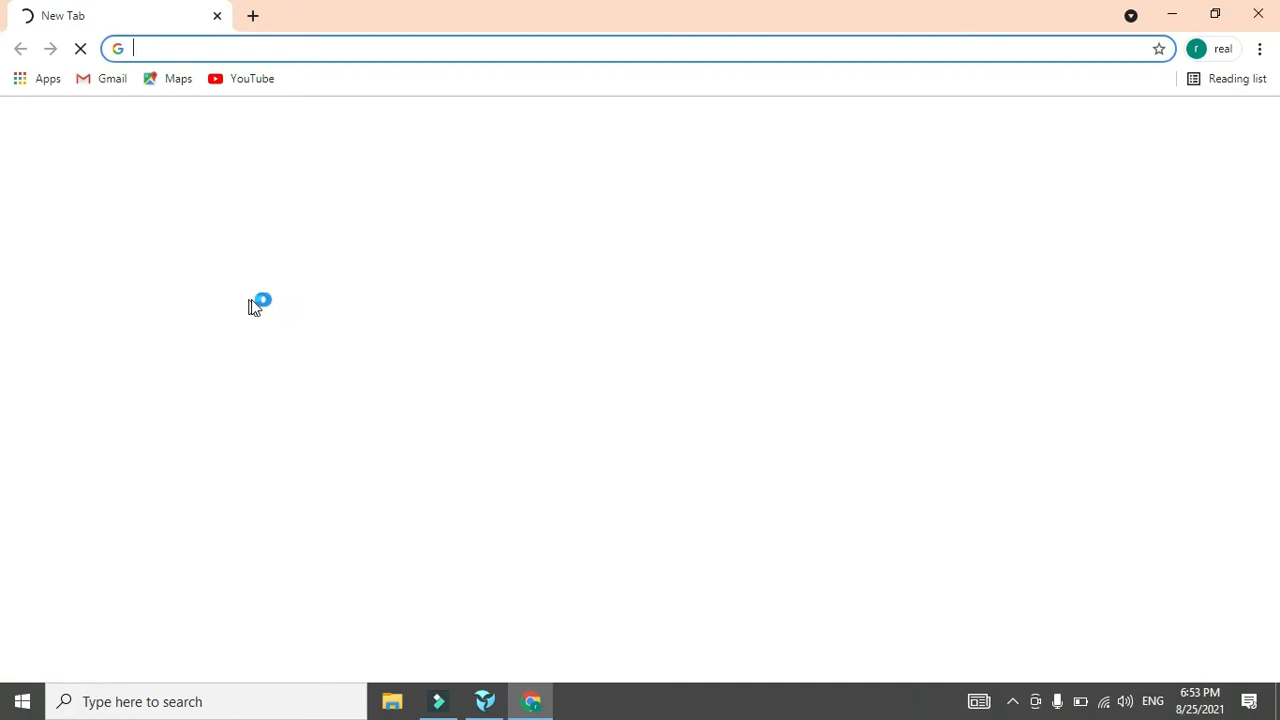 New Tab
r real
Apps Gmail Maps YouTube Reading list
Type here to search ENG 6:53 PM
8/25/2021